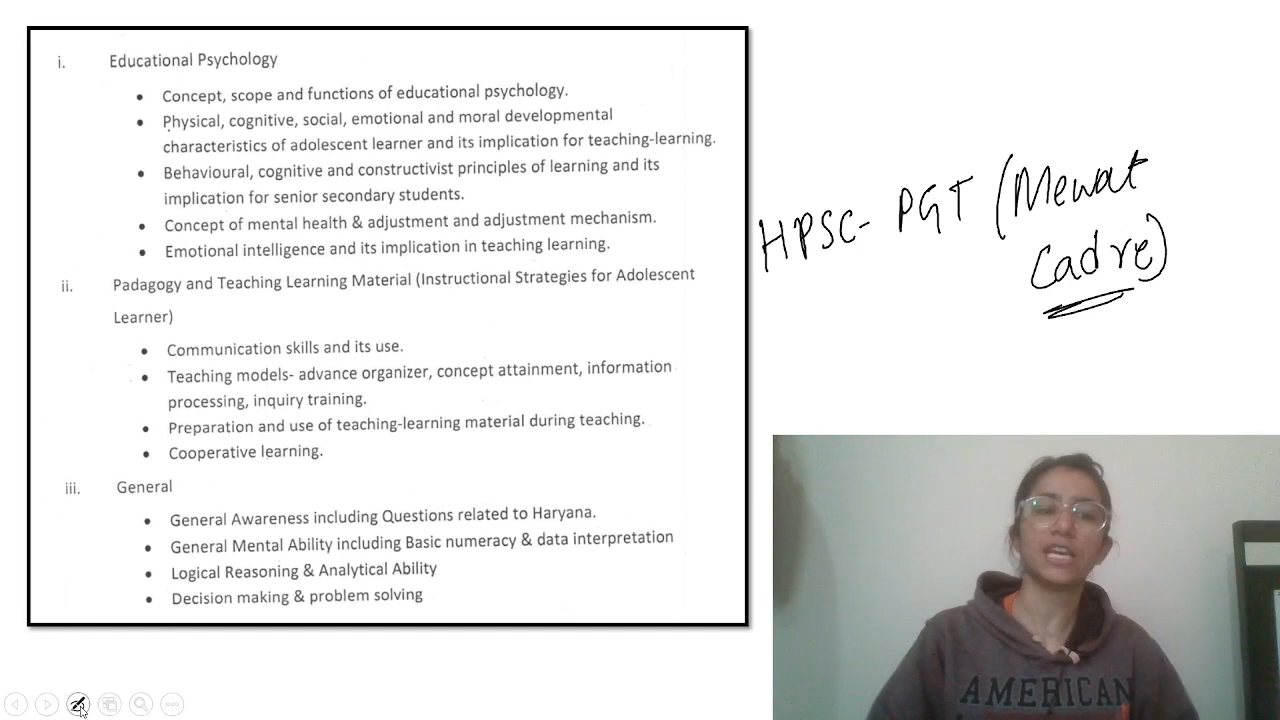 i. Educational Psychology
• Concept, scope and functions of educational psychology.
• Physical, cognitive, social, emotional and moral developmental
characteristics of adolescent learner and its implication for teaching-learning.
• Behavioural, cognitive and constructivist principles of learning and its
implication for senior secondary students.
• Concept of mental health & adjustment and adjustment mechanism.
• Emotional intelligence and its implication in teaching learning.
ii. Padagogy and Teaching Learning Material (Instructional Strategies for Adolescent
Learner)
• Communication skills and its use.
• Teaching models- advance organizer, concept attainment, information
processing, inquiry training.
• Preparation and use of teaching-learning material during teaching.
• Cooperative learning.
iii. General
• General Awareness including Questions related to Haryana.
• General Mental Ability including Basic numeracy & data interpretation
• Logical Reasoning & Analytical Ability
• Decision making & problem solving
HPSC- PGT (Mewat
Cadre)
AMERICAN